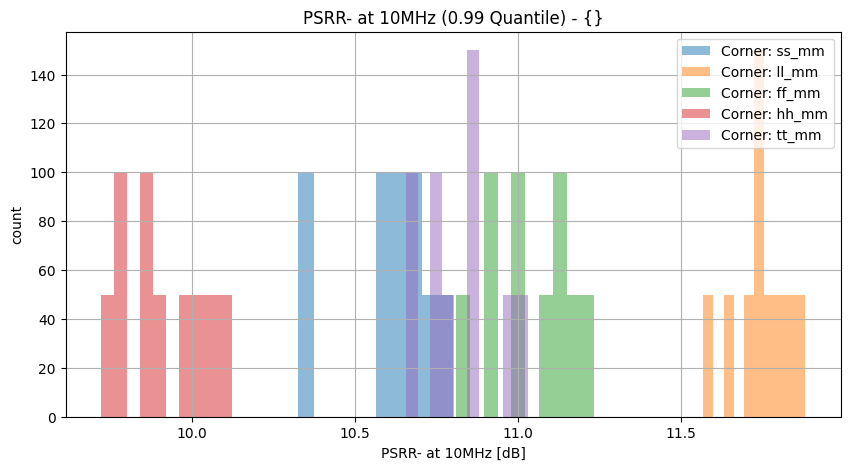 PSRR- at 10MHz (0.99 Quantile) - {}
Corner: ss_mm
Corner: ll_mm
Corner: ff_mm
Corner: hh_mm
Corner: tt_mm
count
140
120
100
80
60
40
20
0
10.0 10.5 11.0 11.5
PSRR- at 10MHz [dB]